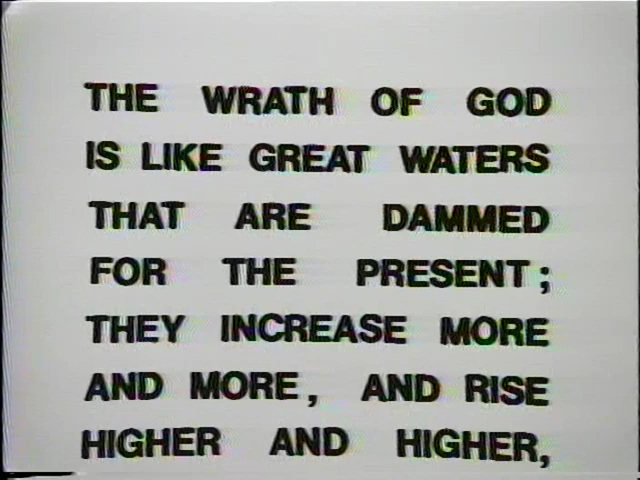 THE WRATH OF GOD
IS LIKE GREAT WATERS
THAT ARE DAMMED
FOR THE PRESENT;
THEY INCREASE MORE
AND MORE, AND RISE
HIGHER AND HIGHER,